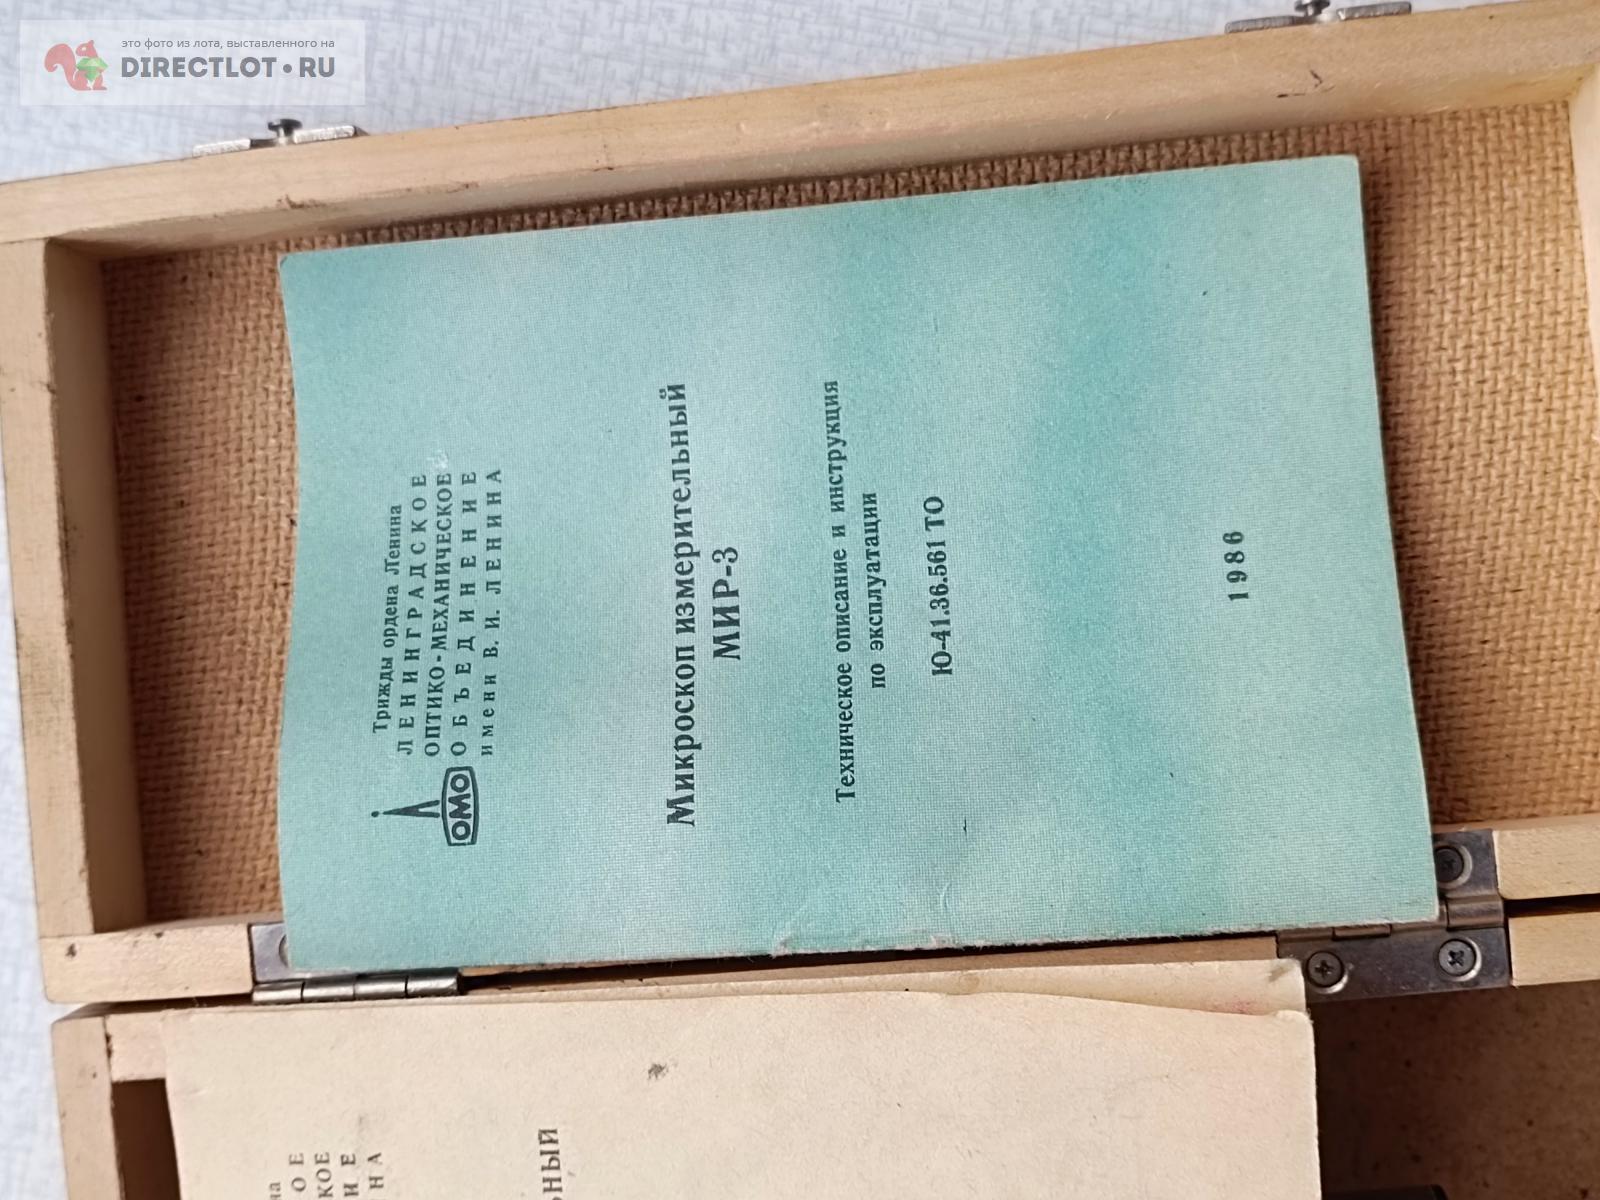 это фото из лота, выставленного на
DIRECTLOT•RU
Трижды ордена Ленина
ЛЕНИНГРАДСКОЕ
ОПТИКО-МЕХАНИЧЕСКОЕ
ОБЪЕДИНЕНИЕ
имени В. И. ЛЕНИНА
ЛОМО
Микроскоп измерительный
МИР-3
Техническое описание и инструкция
по эксплуатации
Ю-41.36.561 ТО
1986